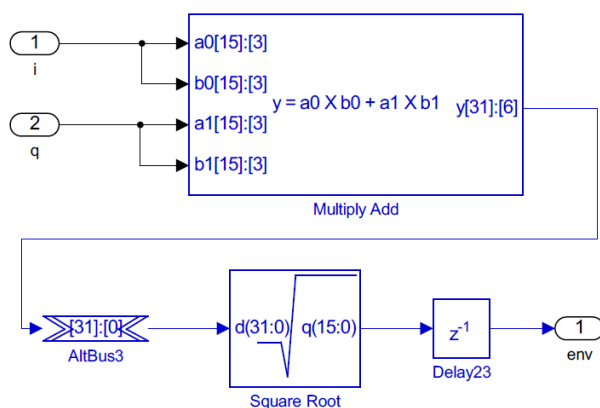 1
i
2
q
a0[15]:[3]
b0[15]:[3]
a1[15]:[3]
b1[15]:[3]
y = a0 X b0 + a1 X b1
y[31]:[6]
Multiply Add
[31]:[0]
AltBus3
d(31:0)
q(15:0)
Square Root
z-1
Delay23
1
env